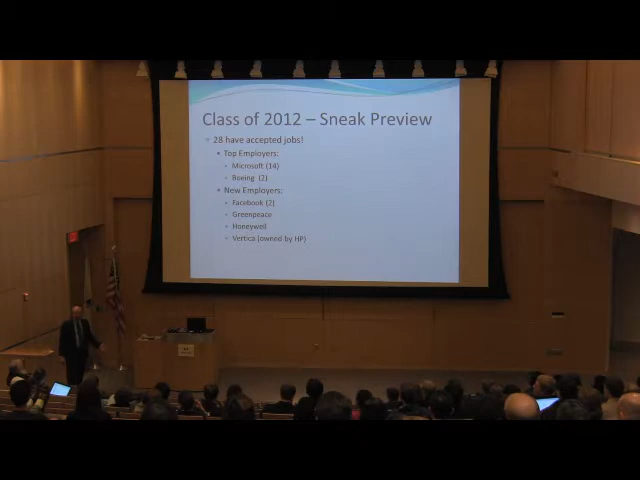 Class of 2012 – Sneak Preview
28 have accepted jobs!
Top Employers:
Microsoft (14)
Boeing (2)
New Employers:
Facebook (2)
Greenpeace
Honeywell
Vertica (owned by HP)